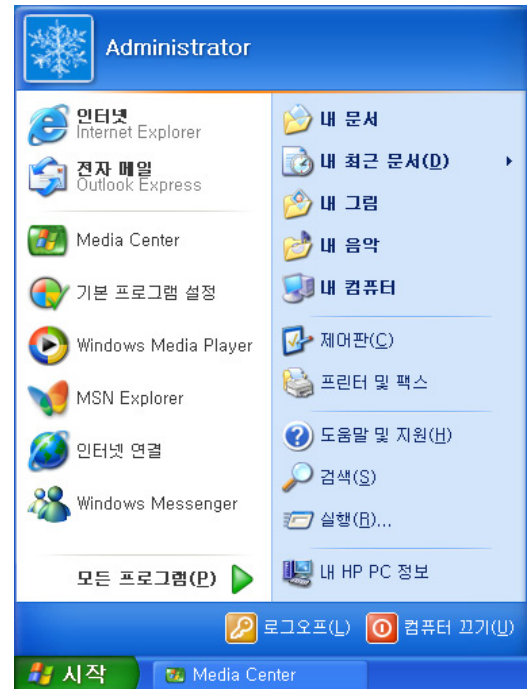 Administrator
인터넷
Internet Explorer
전자 메일
Outlook Express
Media Center
기본 프로그램 설정
Windows Media Player
MSN Explorer
인터넷 연결
Windows Messenger
모든 프로그램(P)
내 문서
내 최근 문서(D)
내 그림
내 음악
내 컴퓨터
제어판(C)
프린터 및 팩스
도움말 및 지원(H)
검색(S)
실행(R)...
내 HP PC 정보
로그오프(L)
컴퓨터 끄기(U)
시작
Media Center